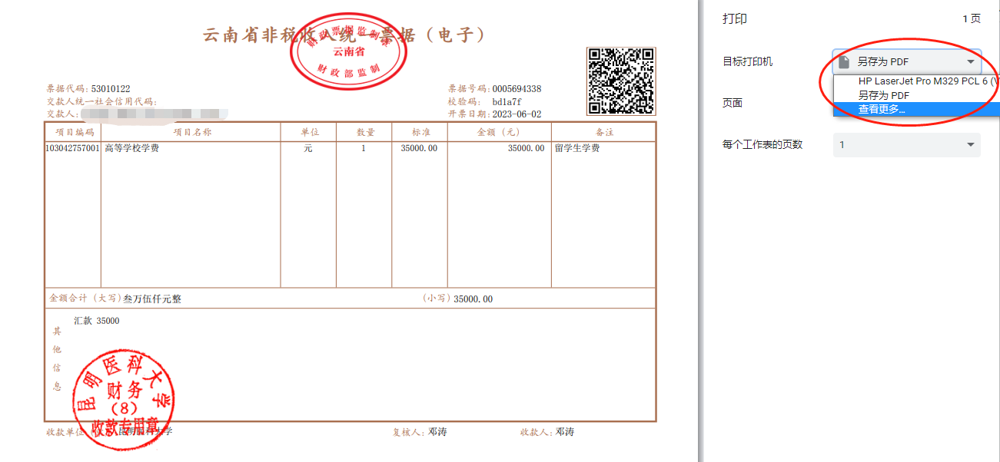 云南省非税收入统一票据（电子）
财政票据监制章
云南省
财政部监制
票据代码: 53010122
票据号码: 0005694338
交款人统一社会信用代码:
校验码: bd1a7f
交款人:
开票日期: 2023-06-02
项目编码 项目名称 单位 数量 标准 金额（元） 备注
103042757001 高等学校学费 元 1 35000.00 35000.00 留学生学费
金额合计（大写）叁万伍仟元整 （小写）35000.00
其他信息
汇款 35000
昆明医科大学
财务
(8)
收款专用章
收款单位 昆明医科大学
复核人: 邓涛
收款人: 邓涛
打印
1 页
目标打印机
另存为 PDF
HP LaserJet Pro M329 PCL 6 (V
另存为 PDF
查看更多...
页面
每个工作表的页数
1